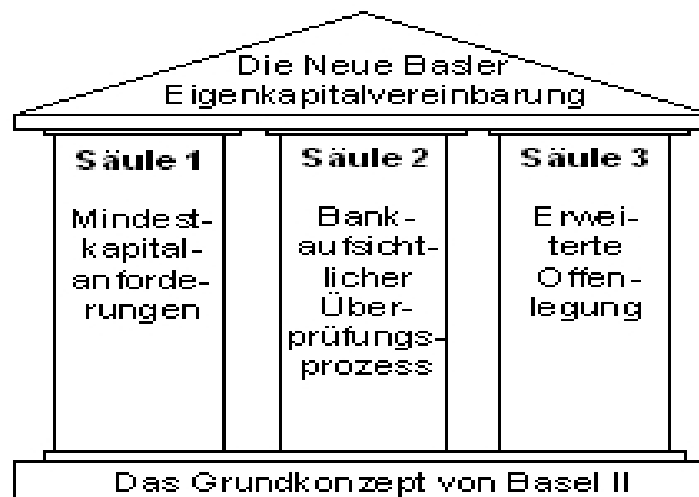 Die Neue Basler
Eigenkapitalvereinbarung
Säule 1
Mindest-
kapital-
anforde-
rungen
Säule 2
Bank-
aufsicht-
licher
Über-
prüfungs-
prozess
Säule 3
Erwei-
terte
Offen-
legung
Das Grundkonzept von Basel II